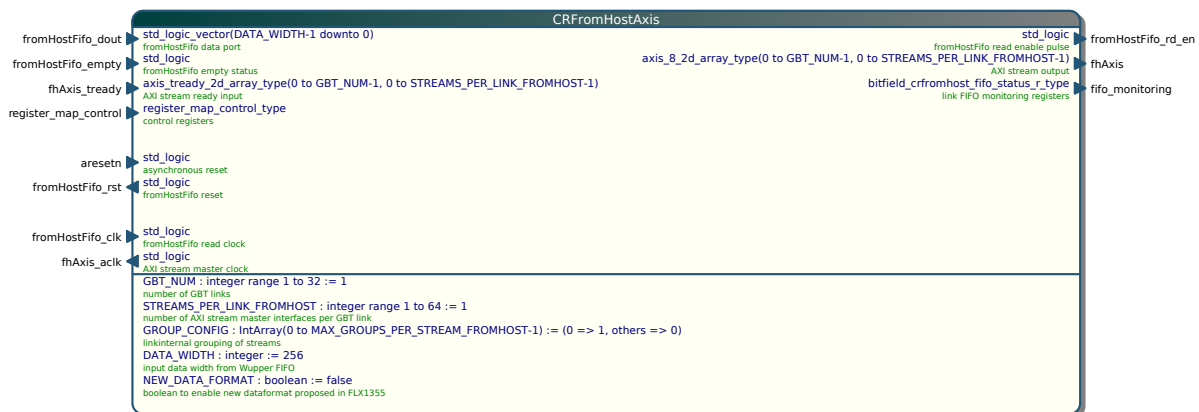 CRFromHostAxis
fromHostFifo_dout
std_logic_vector(DATA_WIDTH-1 downto 0)
fromHostFifo data port
fromHostFifo_empty
std_logic
fromHostFifo empty status
fhAxis_tready
axis_tready_2d_array_type(0 to GBT_NUM-1, 0 to STREAMS_PER_LINK_FROMHOST-1)
AXI stream ready input
register_map_control
register_map_control_type
control registers
aresetn
std_logic
asynchronous reset
fromHostFifo_rst
std_logic
fromHostFifo reset
fromHostFifo_clk
std_logic
fromHostFifo read clock
fhAxis_aclk
std_logic
AXI stream master clock
std_logic
fromHostFifo read enable pulse
fromHostFifo_rd_en
axis_8_2d_array_type(0 to GBT_NUM-1, 0 to STREAMS_PER_LINK_FROMHOST-1)
AXI stream output
fhAxis
bitfield_crfromhost_fifo_status_r_type
link FIFO monitoring registers
fifo_monitoring
GBT_NUM : integer range 1 to 32 := 1
number of GBT links
STREAMS_PER_LINK_FROMHOST : integer range 1 to 64 := 1
number of AXI stream master interfaces per GBT link
GROUP_CONFIG : IntArray(0 to MAX_GROUPS_PER_STREAM_FROMHOST-1) := (0 => 1, others => 0)
linkinternal grouping of streams
DATA_WIDTH : integer := 256
input data width from Wupper FIFO
NEW_DATA_FORMAT : boolean := false
boolean to enable new dataformat proposed in FLX1355